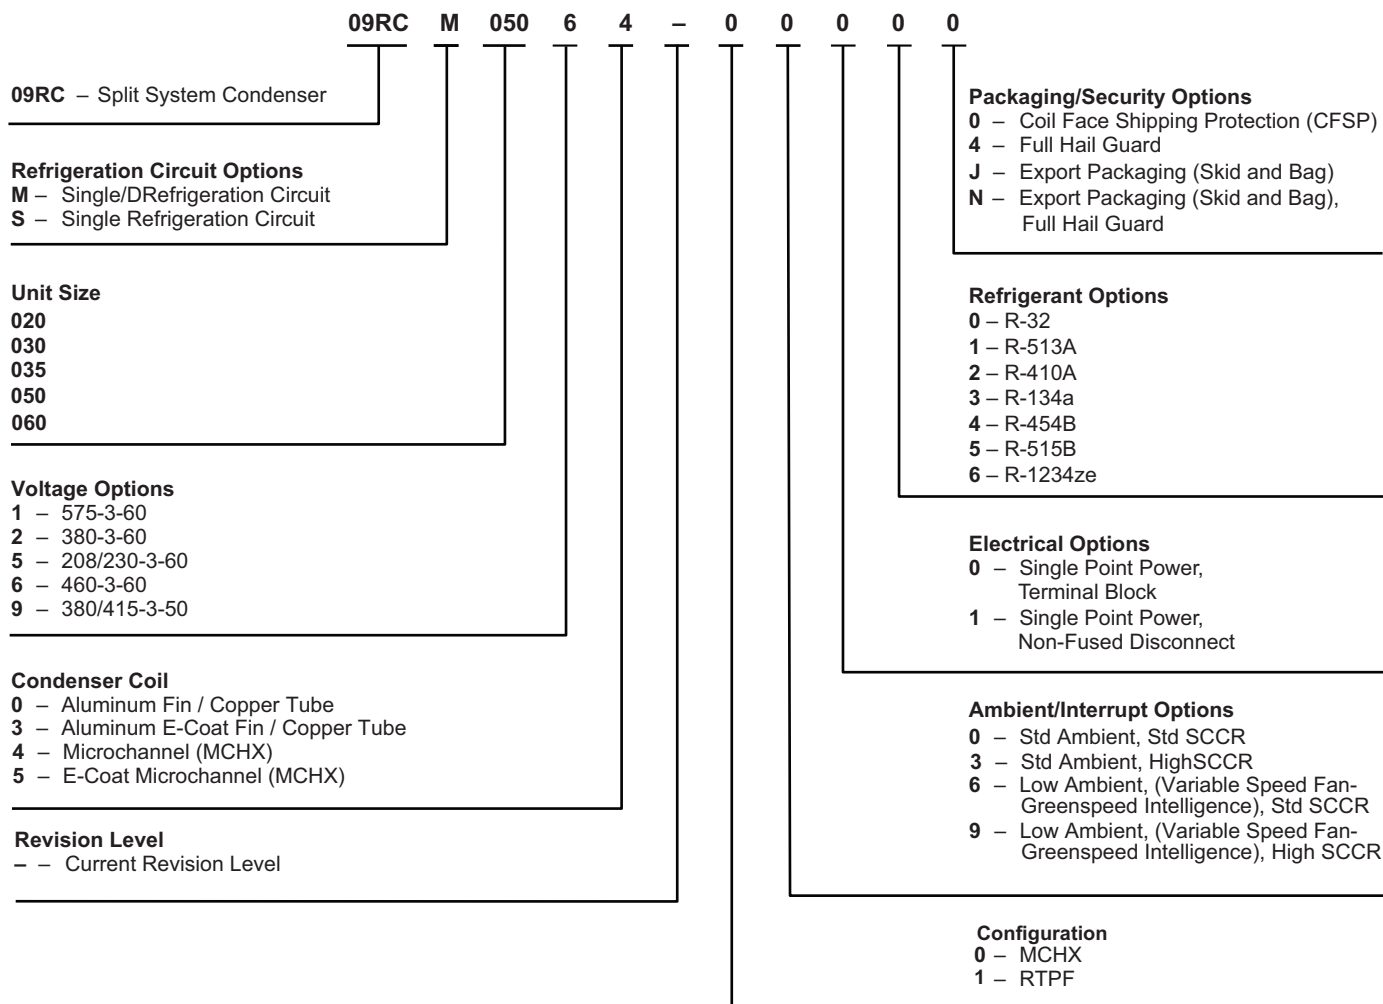 09RC M 050 6 4 – 0 0 0 0 0
09RC – Split System Condenser
Refrigeration Circuit Options
M – Single/DRefrigeration Circuit
S – Single Refrigeration Circuit
Unit Size
020
030
035
050
060
Voltage Options
1 – 575-3-60
2 – 380-3-60
5 – 208/230-3-60
6 – 460-3-60
9 – 380/415-3-50
Condenser Coil
0 – Aluminum Fin / Copper Tube
3 – Aluminum E-Coat Fin / Copper Tube
4 – Microchannel (MCHX)
5 – E-Coat Microchannel (MCHX)
Revision Level
– – Current Revision Level
Packaging/Security Options
0 – Coil Face Shipping Protection (CFSP)
4 – Full Hail Guard
J – Export Packaging (Skid and Bag)
N – Export Packaging (Skid and Bag),
Full Hail Guard
Refrigerant Options
0 – R-32
1 – R-513A
2 – R-410A
3 – R-134a
4 – R-454B
5 – R-515B
6 – R-1234ze
Electrical Options
0 – Single Point Power,
Terminal Block
1 – Single Point Power,
Non-Fused Disconnect
Ambient/Interrupt Options
0 – Std Ambient, Std SCCR
3 – Std Ambient, HighSCCR
6 – Low Ambient, (Variable Speed Fan-
Greenspeed Intelligence), Std SCCR
9 – Low Ambient, (Variable Speed Fan-
Greenspeed Intelligence), High SCCR
Configuration
0 – MCHX
1 – RTPF